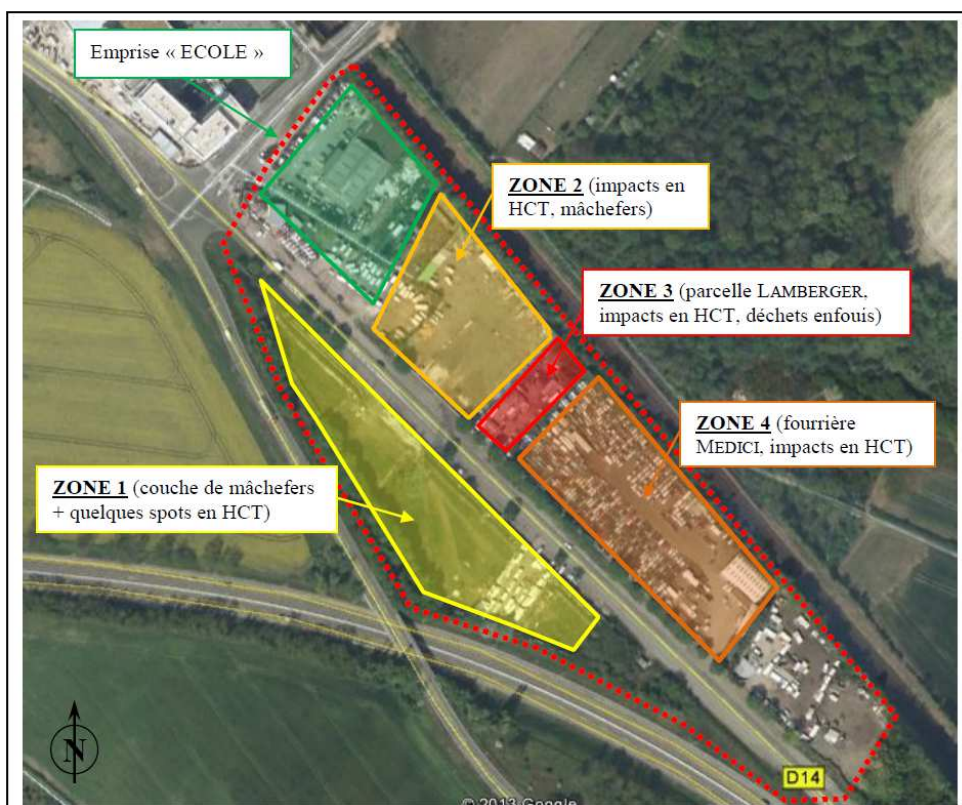 Emprise « ECOLE »
ZONE 2 (impacts en
HCT, mâchefers)
ZONE 3 (parcelle LAMBERGER,
impacts en HCT, déchets enfouis)
ZONE 4 (fourrière
MEDICI, impacts en HCT)
ZONE 1 (couche de mâchefers
+ quelques spots en HCT)
N
D14
© 2013 Google